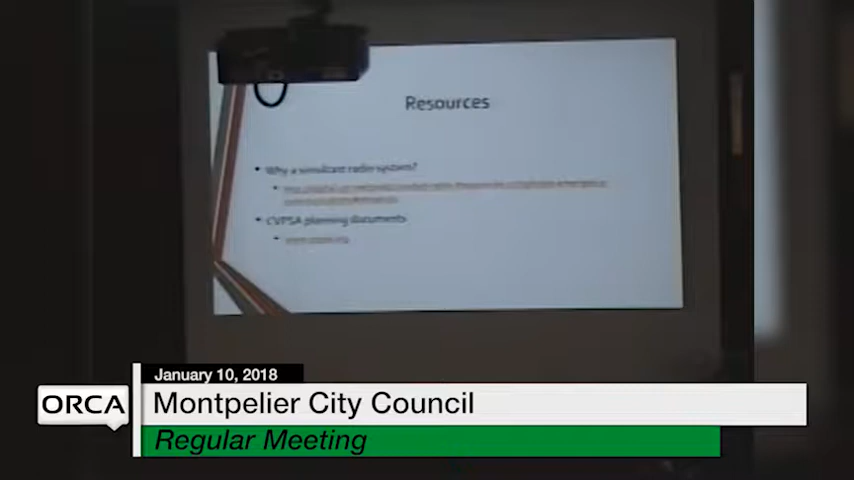 Resources
• Why a simulcast radio system?
• CVPSA planning documents
January 10, 2018
ORCA
Montpelier City Council
Regular Meeting